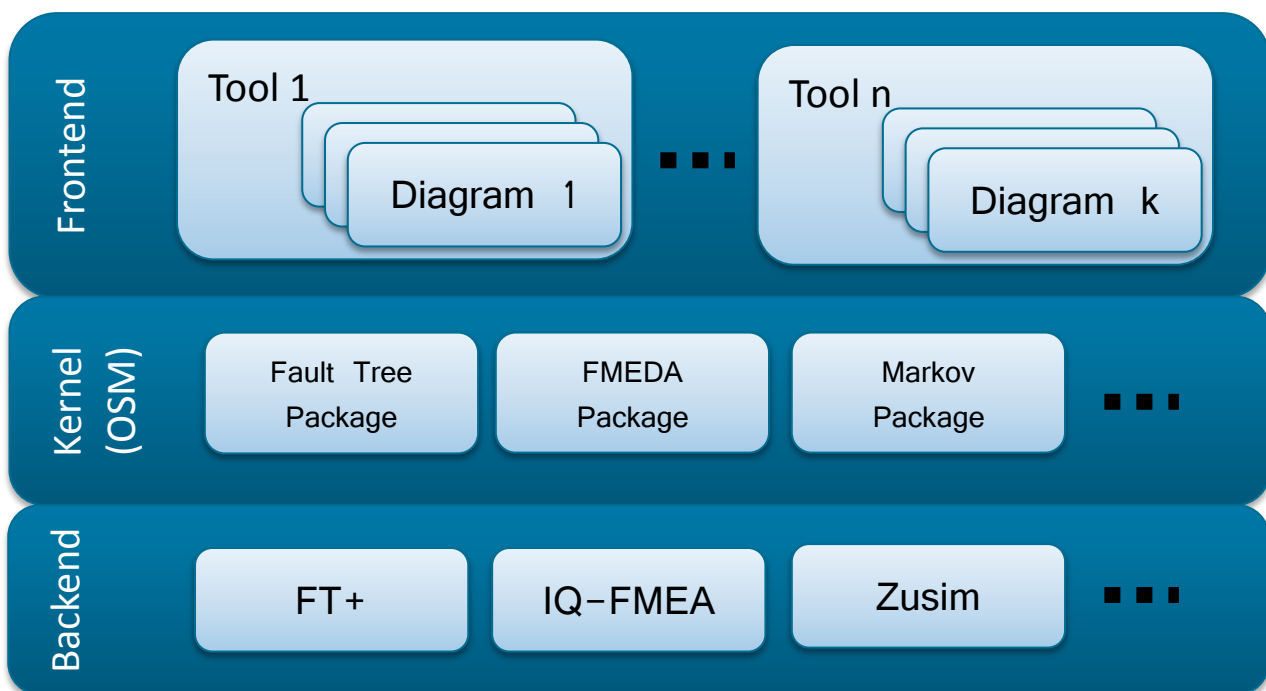 Frontend
Tool 1
Diagram 1
Tool n
Diagram k
Kernel
(OSM)
Fault Tree
Package
FMEDA
Package
Markov
Package
Backend
FT+
IQ-FMEA
Zusim